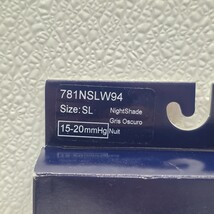 781NSLW94
Size: SL
NightShade
Gris Oscuro
15-20mmHg
Nuit